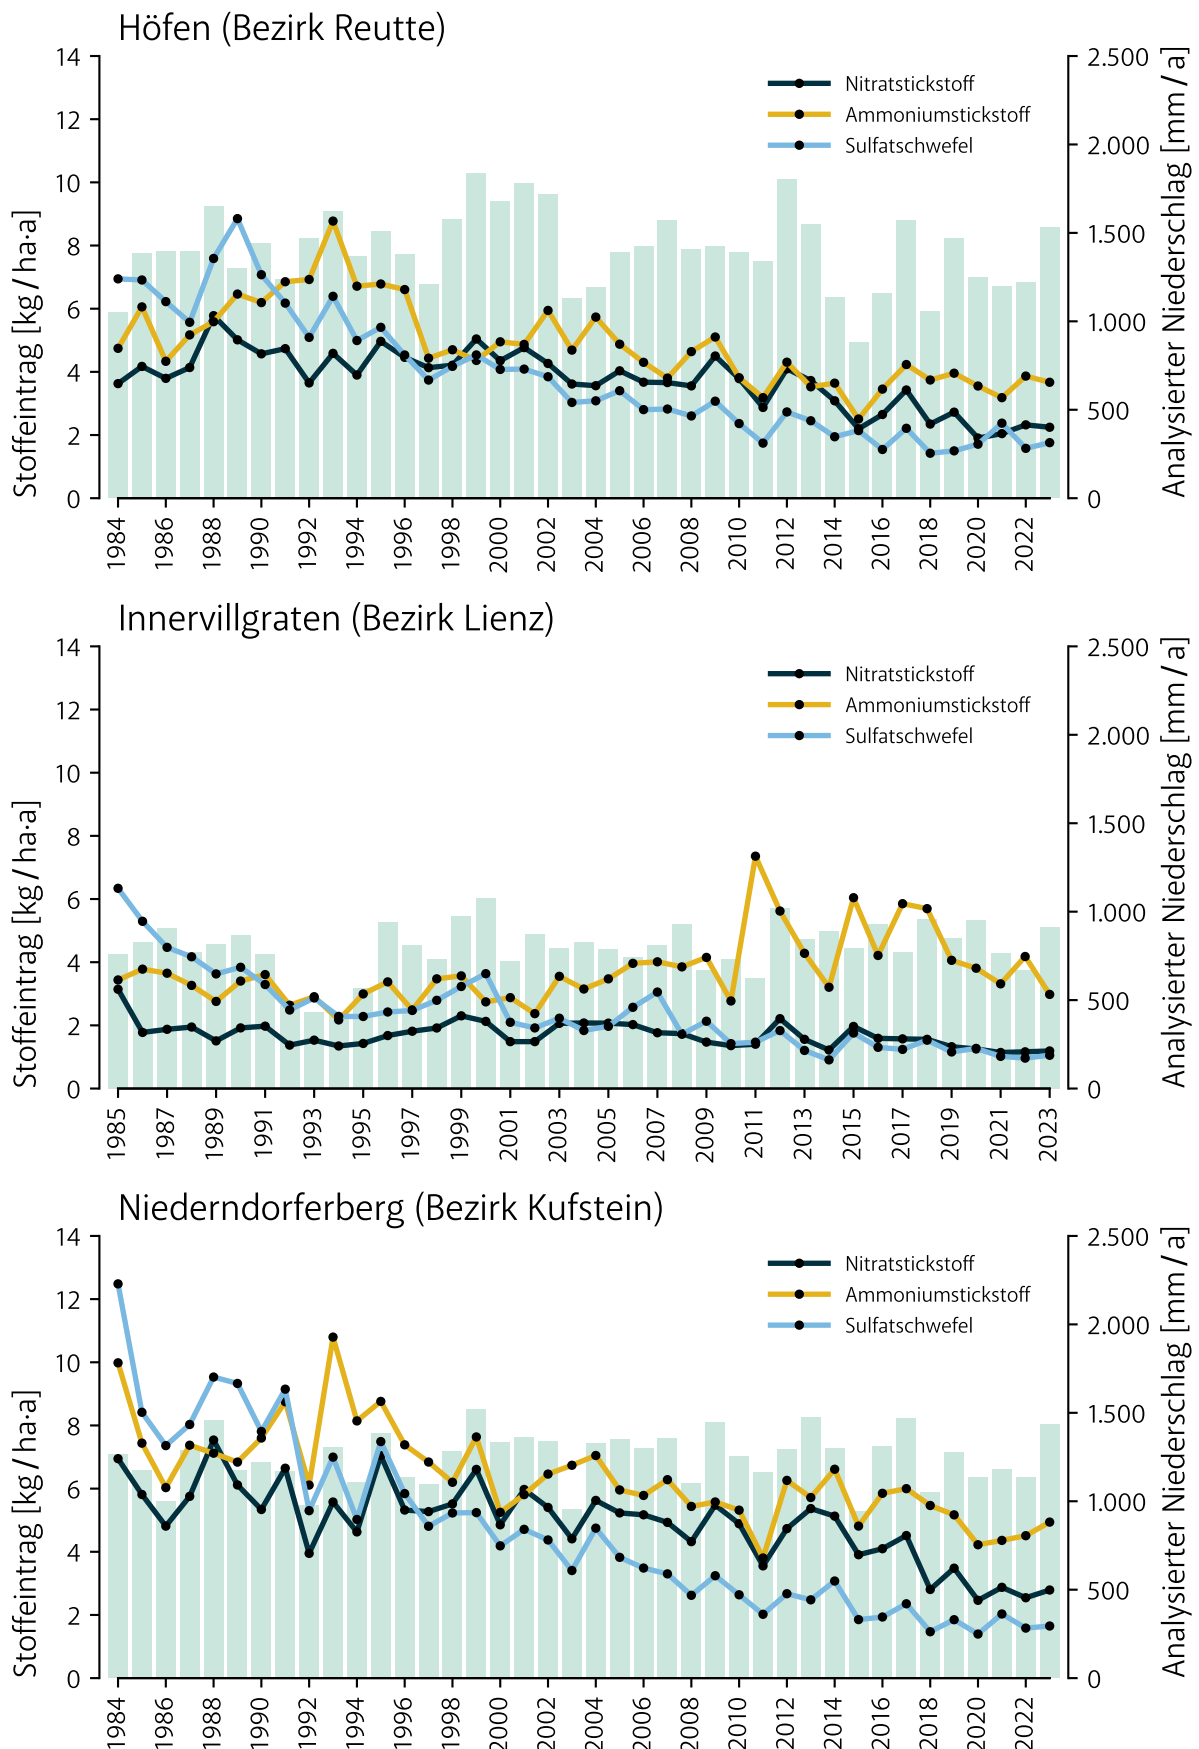 Höfen (Bezirk Reutte)
Stoffeintrag [kg/ha·a]
14
12
10
8
6
4
2
0
Nitratstickstoff
Ammoniumstickstoff
Sulfatschwefel
2.500
2.000
1.500
1.000
500
0
Analysierter Niederschlag [mm/a]
1984 1986 1988 1990 1992 1994 1996 1998 2000 2002 2004 2006 2008 2010 2012 2014 2016 2018 2020 2022
Innervillgraten (Bezirk Lienz)
Stoffeintrag [kg/ha·a]
14
12
10
8
6
4
2
0
Nitratstickstoff
Ammoniumstickstoff
Sulfatschwefel
2.500
2.000
1.500
1.000
500
0
Analysierter Niederschlag [mm/a]
1985 1987 1989 1991 1993 1995 1997 1999 2001 2003 2005 2007 2009 2011 2013 2015 2017 2019 2021 2023
Niederndorferberg (Bezirk Kufstein)
Stoffeintrag [kg/ha·a]
14
12
10
8
6
4
2
0
Nitratstickstoff
Ammoniumstickstoff
Sulfatschwefel
2.500
2.000
1.500
1.000
500
0
Analysierter Niederschlag [mm/a]
1984 1986 1988 1990 1992 1994 1996 1998 2000 2002 2004 2006 2008 2010 2012 2014 2016 2018 2020 2022